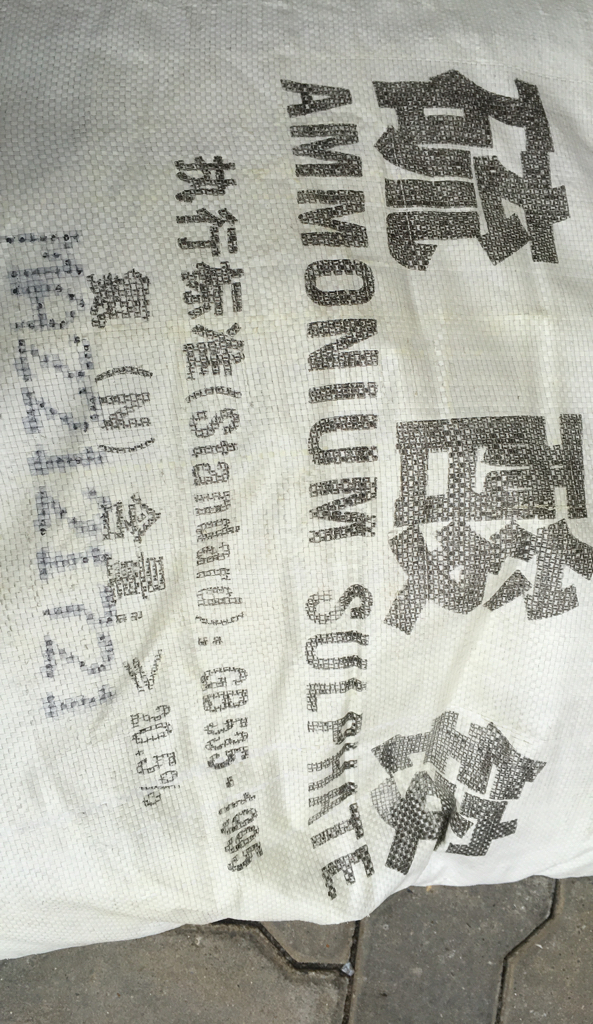 硫酸铵
AMMONIUM SULPHATE
执行标准(Standard): GB535-1995
氮 (N) 含量: ≥ 20.5%